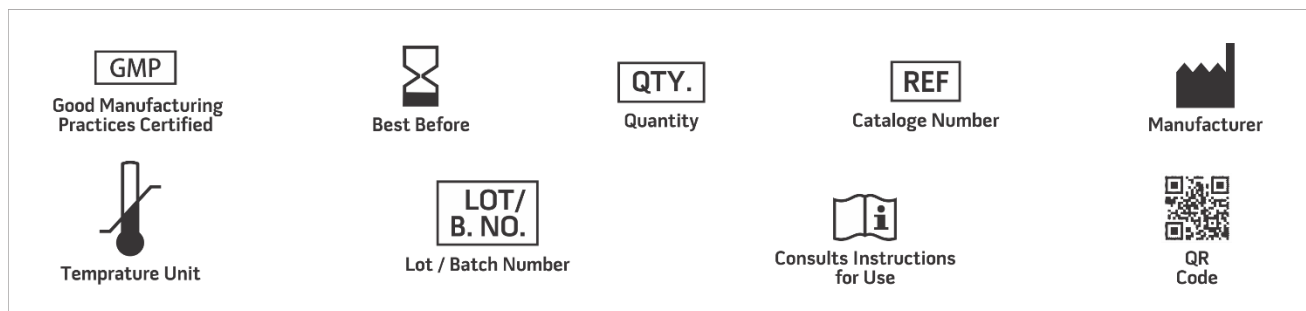 GMP
Good Manufacturing
Practices Certified
Best Before
QTY.
Quantity
REF
Cataloge Number
Manufacturer
Temprature Unit
LOT/
B. NO.
Lot / Batch Number
i
Consults Instructions
for Use
QR
Code